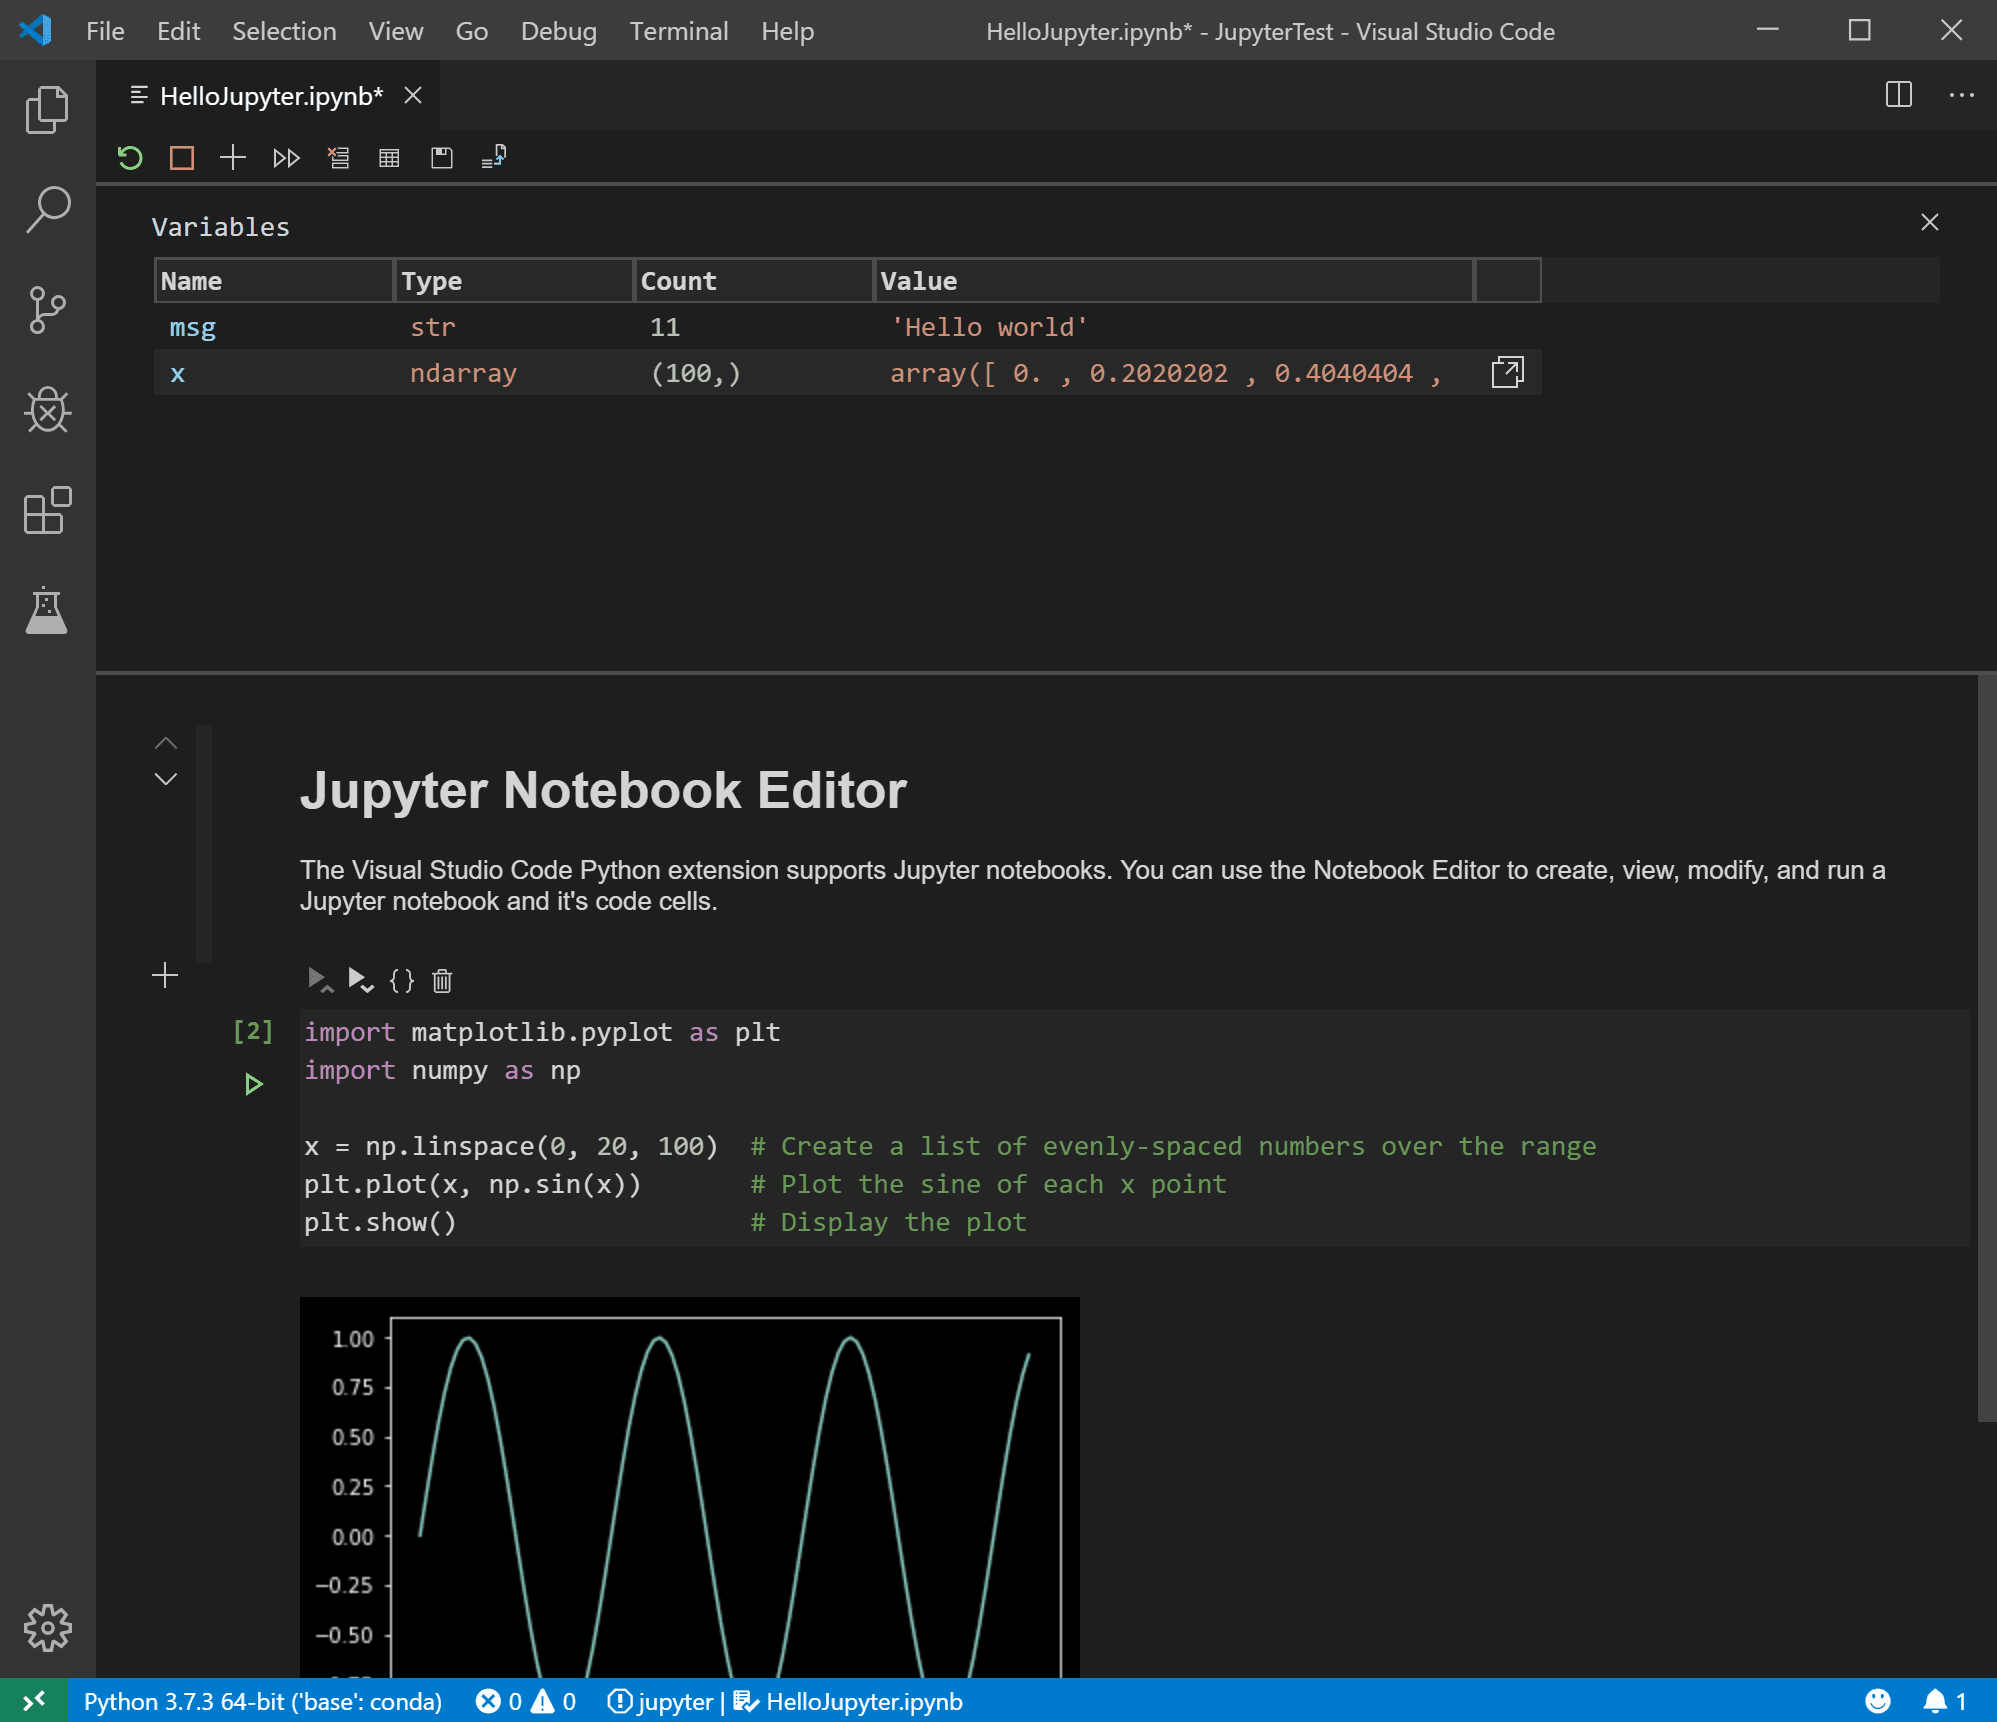 File Edit Selection View Go Debug Terminal Help HelloJupyter.ipynb* - JupyterTest - Visual Studio Code
HelloJupyter.ipynb*
Variables
Name Type Count Value
msg str 11 'Hello world'
x ndarray (100,) array([ 0. , 0.2020202 , 0.4040404 ,
Jupyter Notebook Editor
The Visual Studio Code Python extension supports Jupyter notebooks. You can use the Notebook Editor to create, view, modify, and run a
Jupyter notebook and it's code cells.
[2] import matplotlib.pyplot as plt
import numpy as np
x = np.linspace(0, 20, 100) # Create a list of evenly-spaced numbers over the range
plt.plot(x, np.sin(x)) # Plot the sine of each x point
plt.show() # Display the plot
1.00
0.75
0.50
0.25
0.00
−0.25
−0.50
Python 3.7.3 64-bit ('base': conda) 0 0 jupyter | HelloJupyter.ipynb 1